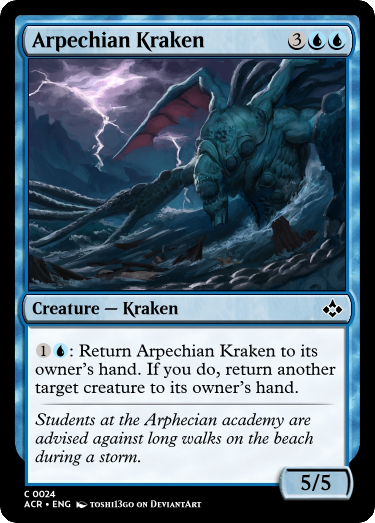 Arpechian Kraken 3
Creature — Kraken
1 : Return Arpechian Kraken to its
owner's hand. If you do, return another
target creature to its owner's hand.
Students at the Arphecian academy are
advised against long walks on the beach
during a storm.
5/5
C 0024
ACR • ENG toshi13go on DeviantArt